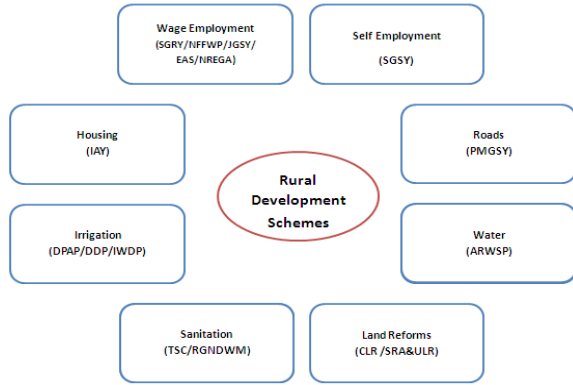 Wage Employment
(SGRY/NFFWP/JGSY/
EAS/NREGA)
Self Employment
(SGSY)
Housing
(IAY)
Roads
(PMGSY)
Rural
Development
Schemes
Irrigation
(DPAP/DDP/IWDP)
Water
(ARWSP)
Sanitation
(TSC/RGNDWM)
Land Reforms
(CLR /SRA&ULR)